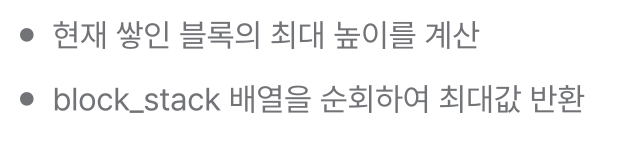 • 현재 쌓인 블록의 최대 높이를 계산
• block_stack 배열을 순회하여 최대값 반환